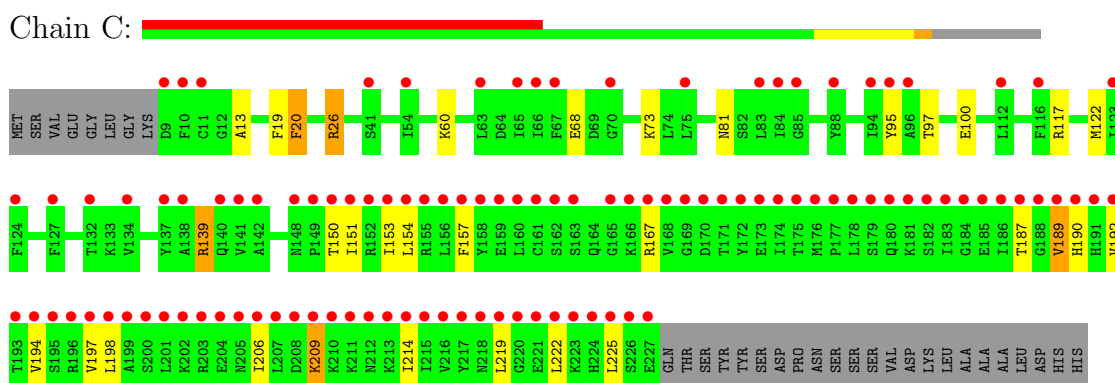 Chain C:
MET SER VAL GLU GLY LEU GLY LYS D9 F10 C11 G12 A13 F19 F20 R26 S41 I54 K60 L63 D64 I65 I66 F67 E68 D69 G70 K73 L74 L75 N81 S82 L83 I84 G85 Y88 I94 Y95 A96 T97 E100 L112 F116 R117 M122 I123
F124 F127 T132 K133 V134 Y137 A138 R139 Q140 V141 A142 N148 P149 T150 I151 R152 I153 L154 R155 L156 F157 Y158 E159 L160 C161 S162 S163 Q164 G165 K166 R167 V168 G169 D170 T171 Y172 E173 I174 T175 M176 P177 L178 S179 Q180 K181 S182 I183 G184 E185 I186 T187 G188 V189 H190 H191
T193 V194 S195 R196 V197 L198 A199 S200 L201 K202 R203 E204 N205 I206 L207 D208 K209 K210 K211 N212 K213 I214 I215 V216 Y217 N218 L219 G220 E221 L222 K223 H224 L225 S226 E227 GLN THR SER TYR TYR SER ASP PRO ASN SER SER SER VAL ASP LYS LEU ALA ALA ALA LEU ASP HIS HIS